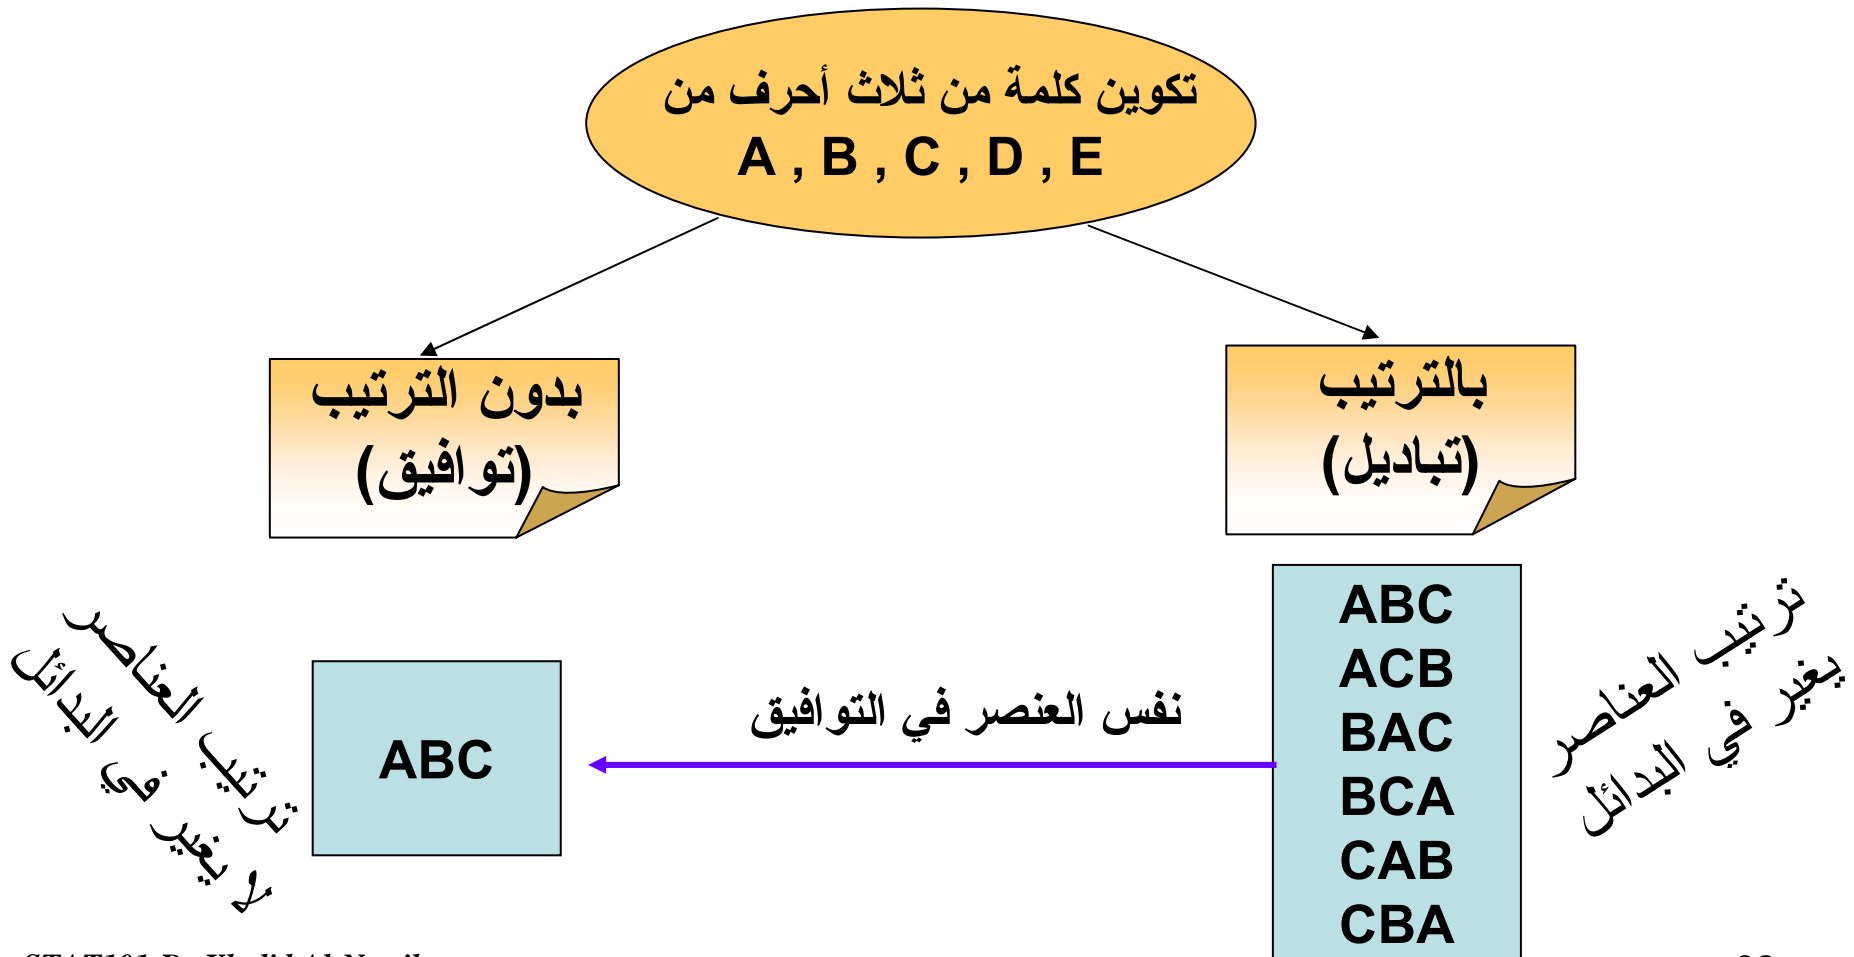 تكوين كلمة من ثلاث أحرف من
A , B , C , D , E
بالترتيب
(تباديل)
بدون الترتيب
(توافيق)
ABC
ACB
BAC
BCA
CAB
CBA
ترتيب العناصر
يغير في البدائل
نفس العنصر في التوافيق
ABC
ترتيب العناصر
لا يغير في البدائل